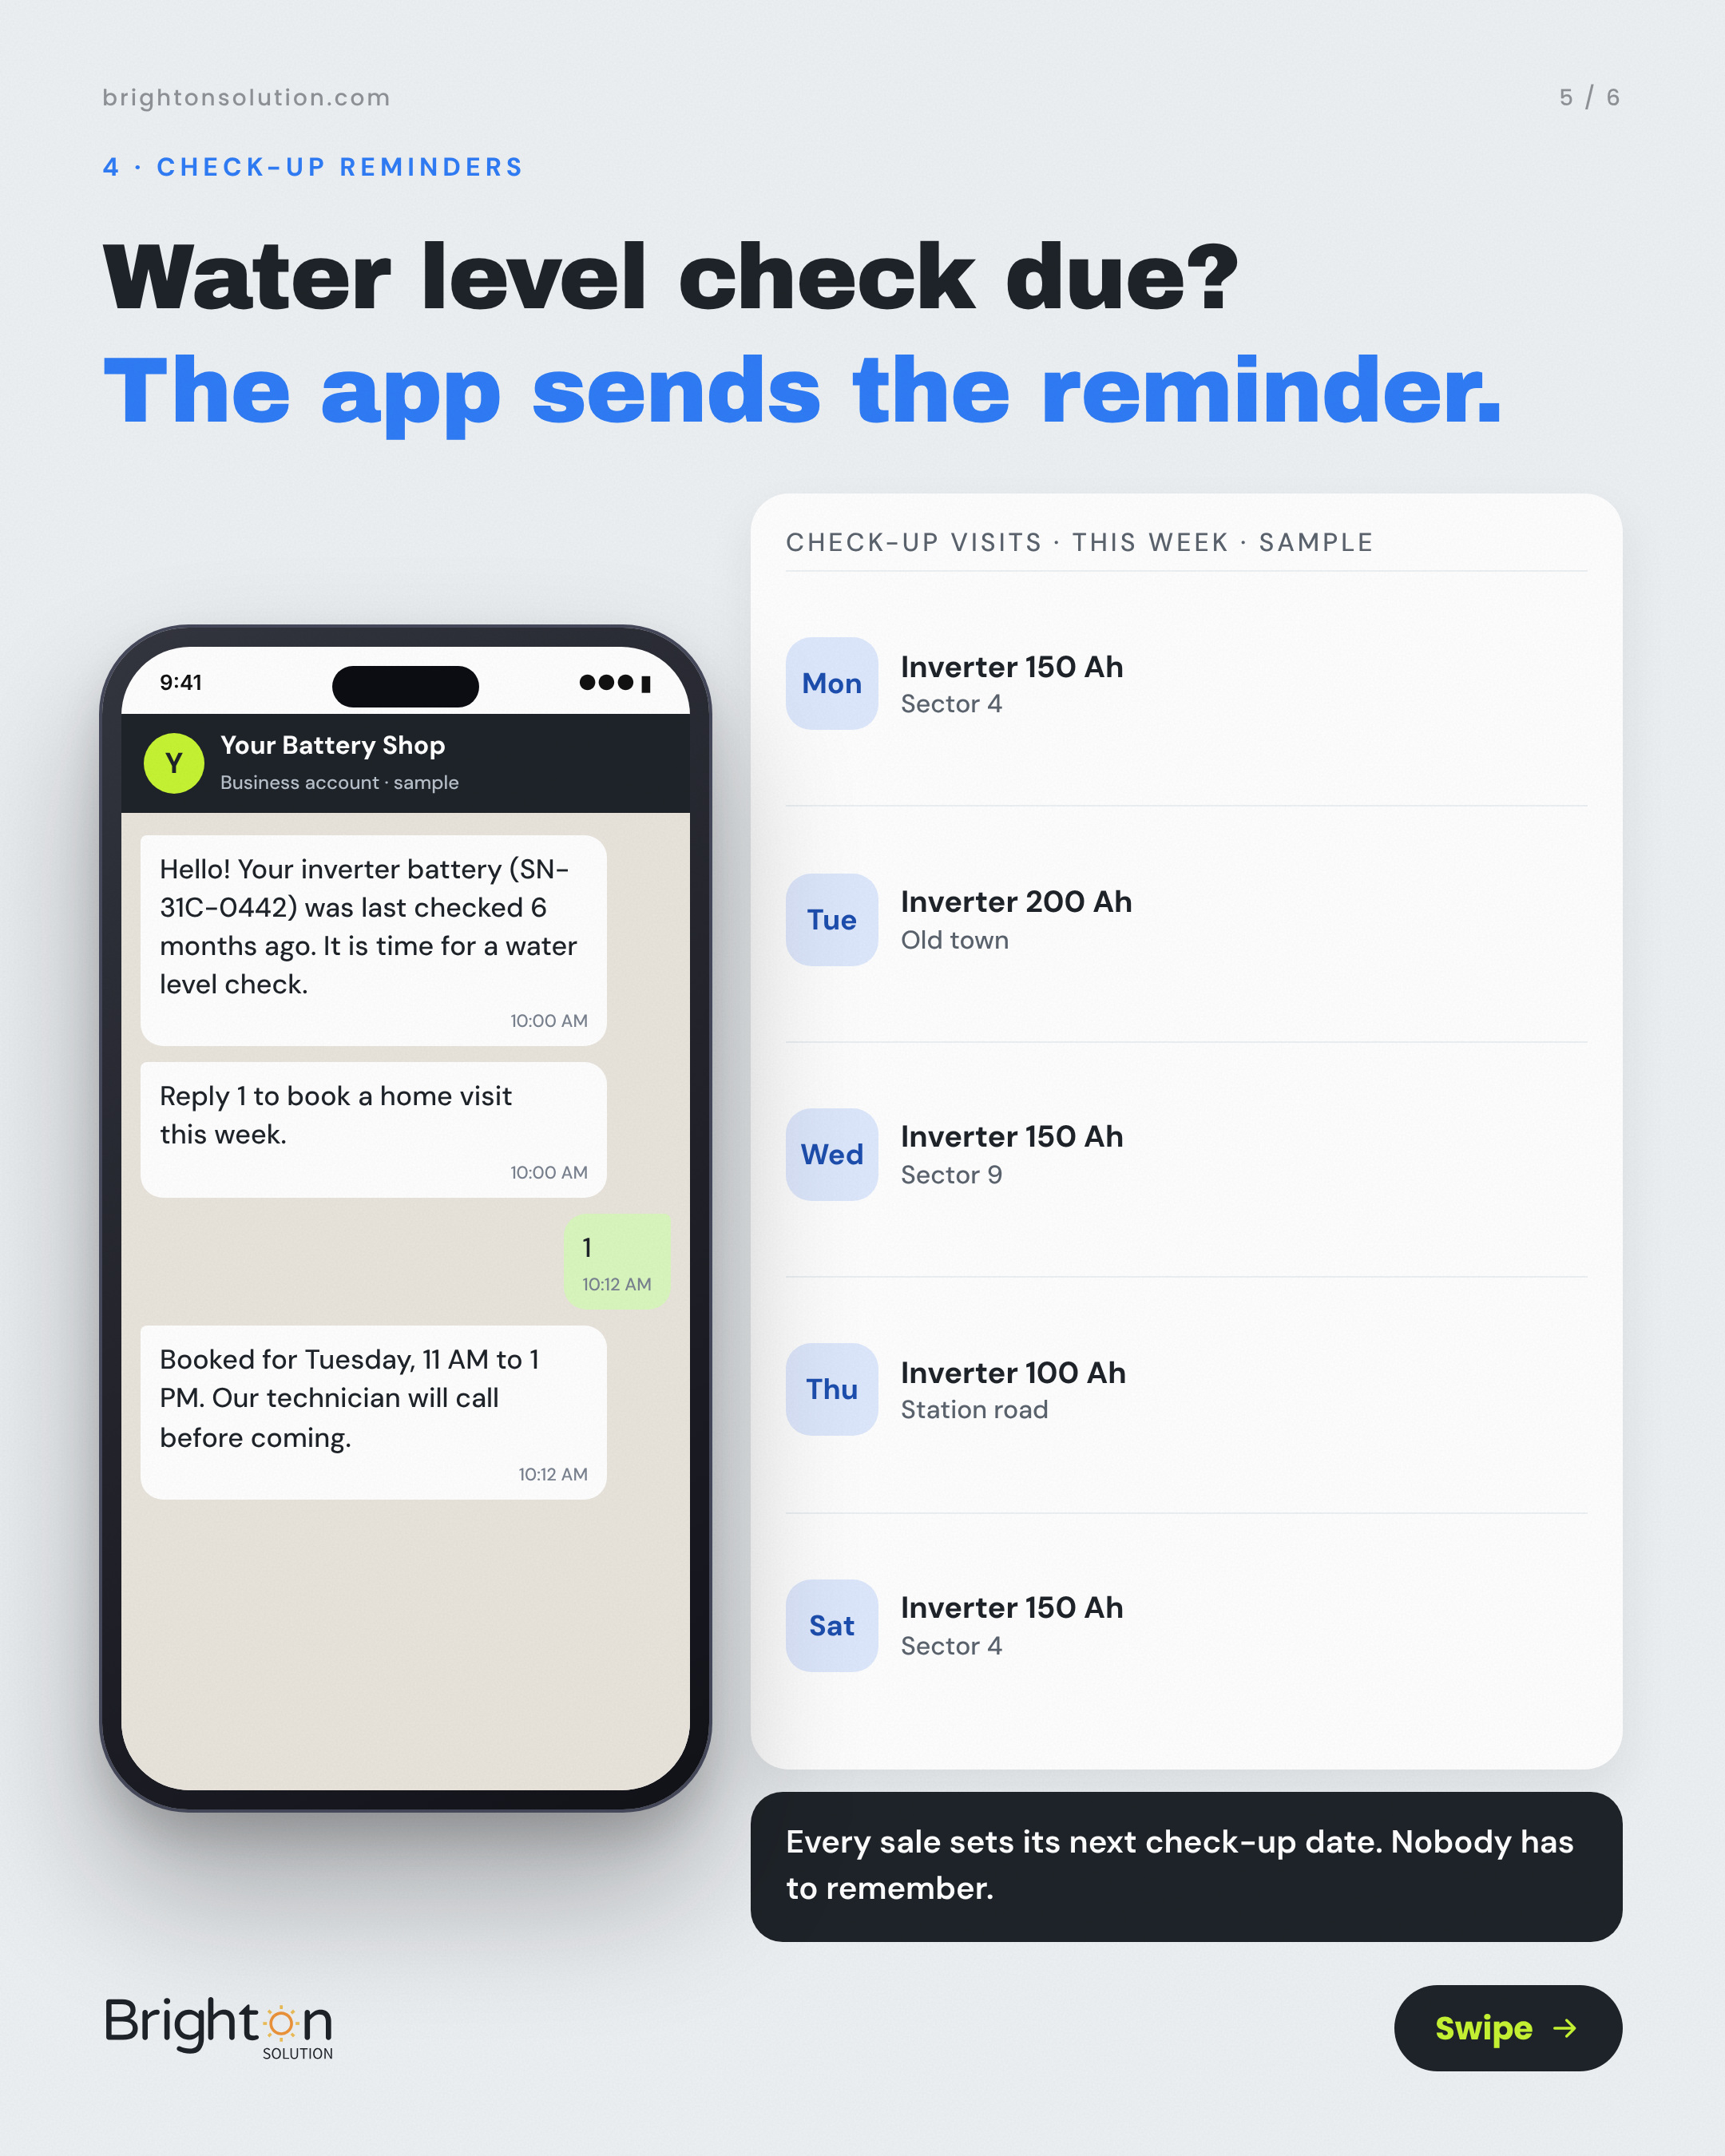 brightonsolution.com
5 / 6
4 · CHECK-UP REMINDERS
Water level check due?
The app sends the reminder.
9:41
Y
Your Battery Shop
Business account · sample
Hello! Your inverter battery (SN-
31C-0442) was last checked 6
months ago. It is time for a water
level check.
10:00 AM
Reply 1 to book a home visit
this week.
10:00 AM
1
10:12 AM
Booked for Tuesday, 11 AM to 1
PM. Our technician will call
before coming.
10:12 AM
CHECK-UP VISITS · THIS WEEK · SAMPLE
Mon
Inverter 150 Ah
Sector 4
Tue
Inverter 200 Ah
Old town
Wed
Inverter 150 Ah
Sector 9
Thu
Inverter 100 Ah
Station road
Sat
Inverter 150 Ah
Sector 4
Every sale sets its next check-up date. Nobody has
to remember.
Brighton
SOLUTION
Swipe →